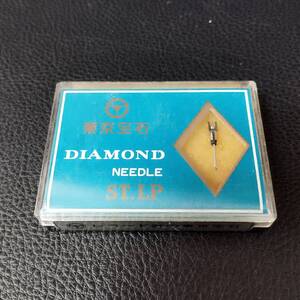 東京宝石
DIAMOND
NEEDLE
ST.LP